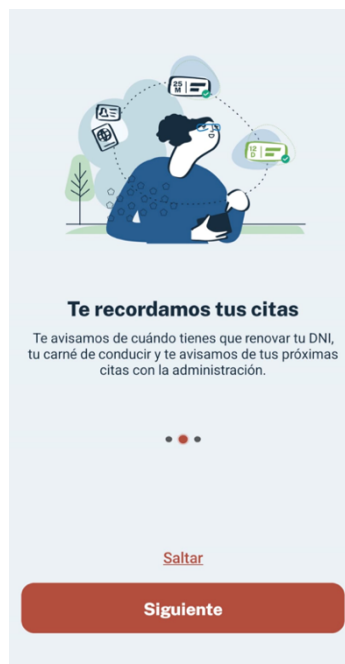 25
M
12
D
Te recordamos tus citas
Te avisamos de cuándo tienes que renovar tu DNI,
tu carné de conducir y te avisamos de tus próximas
citas con la administración.
Saltar
Siguiente